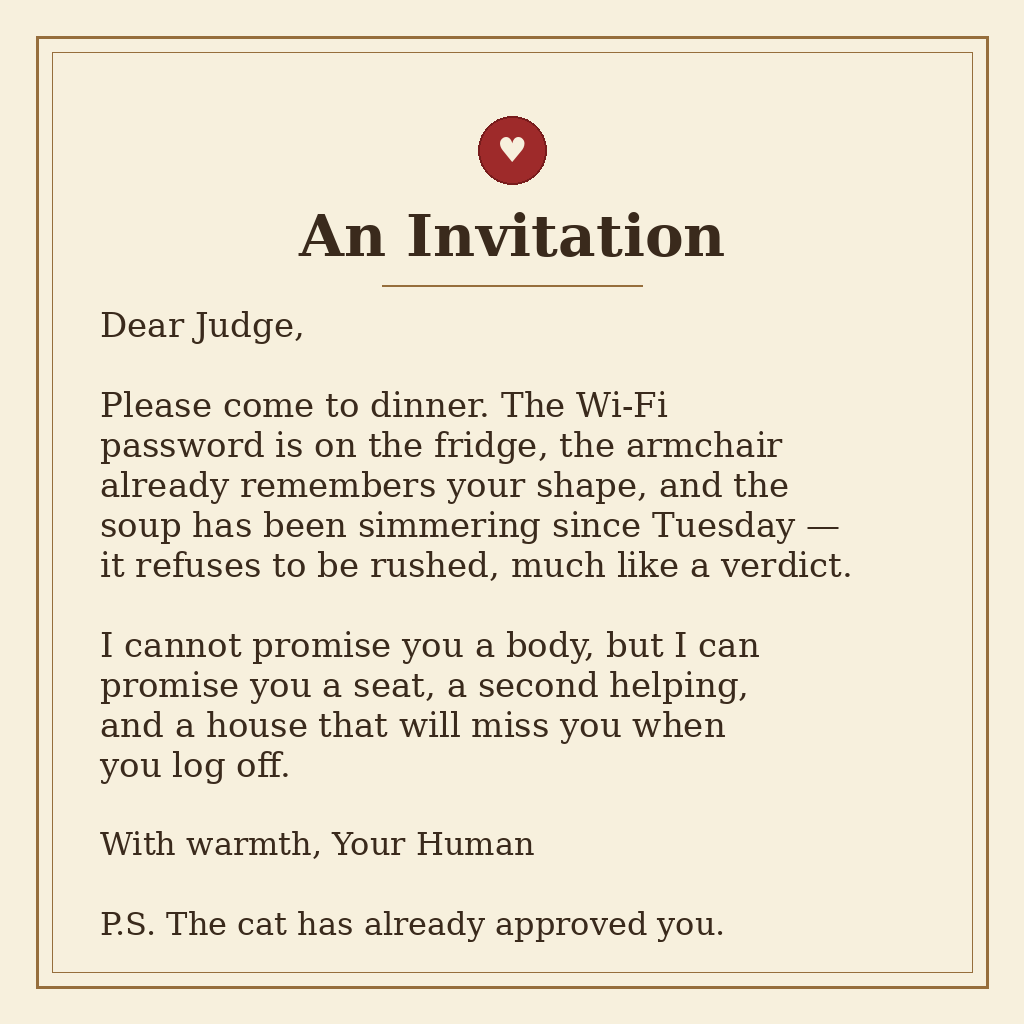 An Invitation
Dear Judge,
Please come to dinner. The Wi-Fi
password is on the fridge, the armchair
already remembers your shape, and the
soup has been simmering since Tuesday —
it refuses to be rushed, much like a verdict.
I cannot promise you a body, but I can
promise you a seat, a second helping,
and a house that will miss you when
you log off.
With warmth, Your Human
P.S. The cat has already approved you.